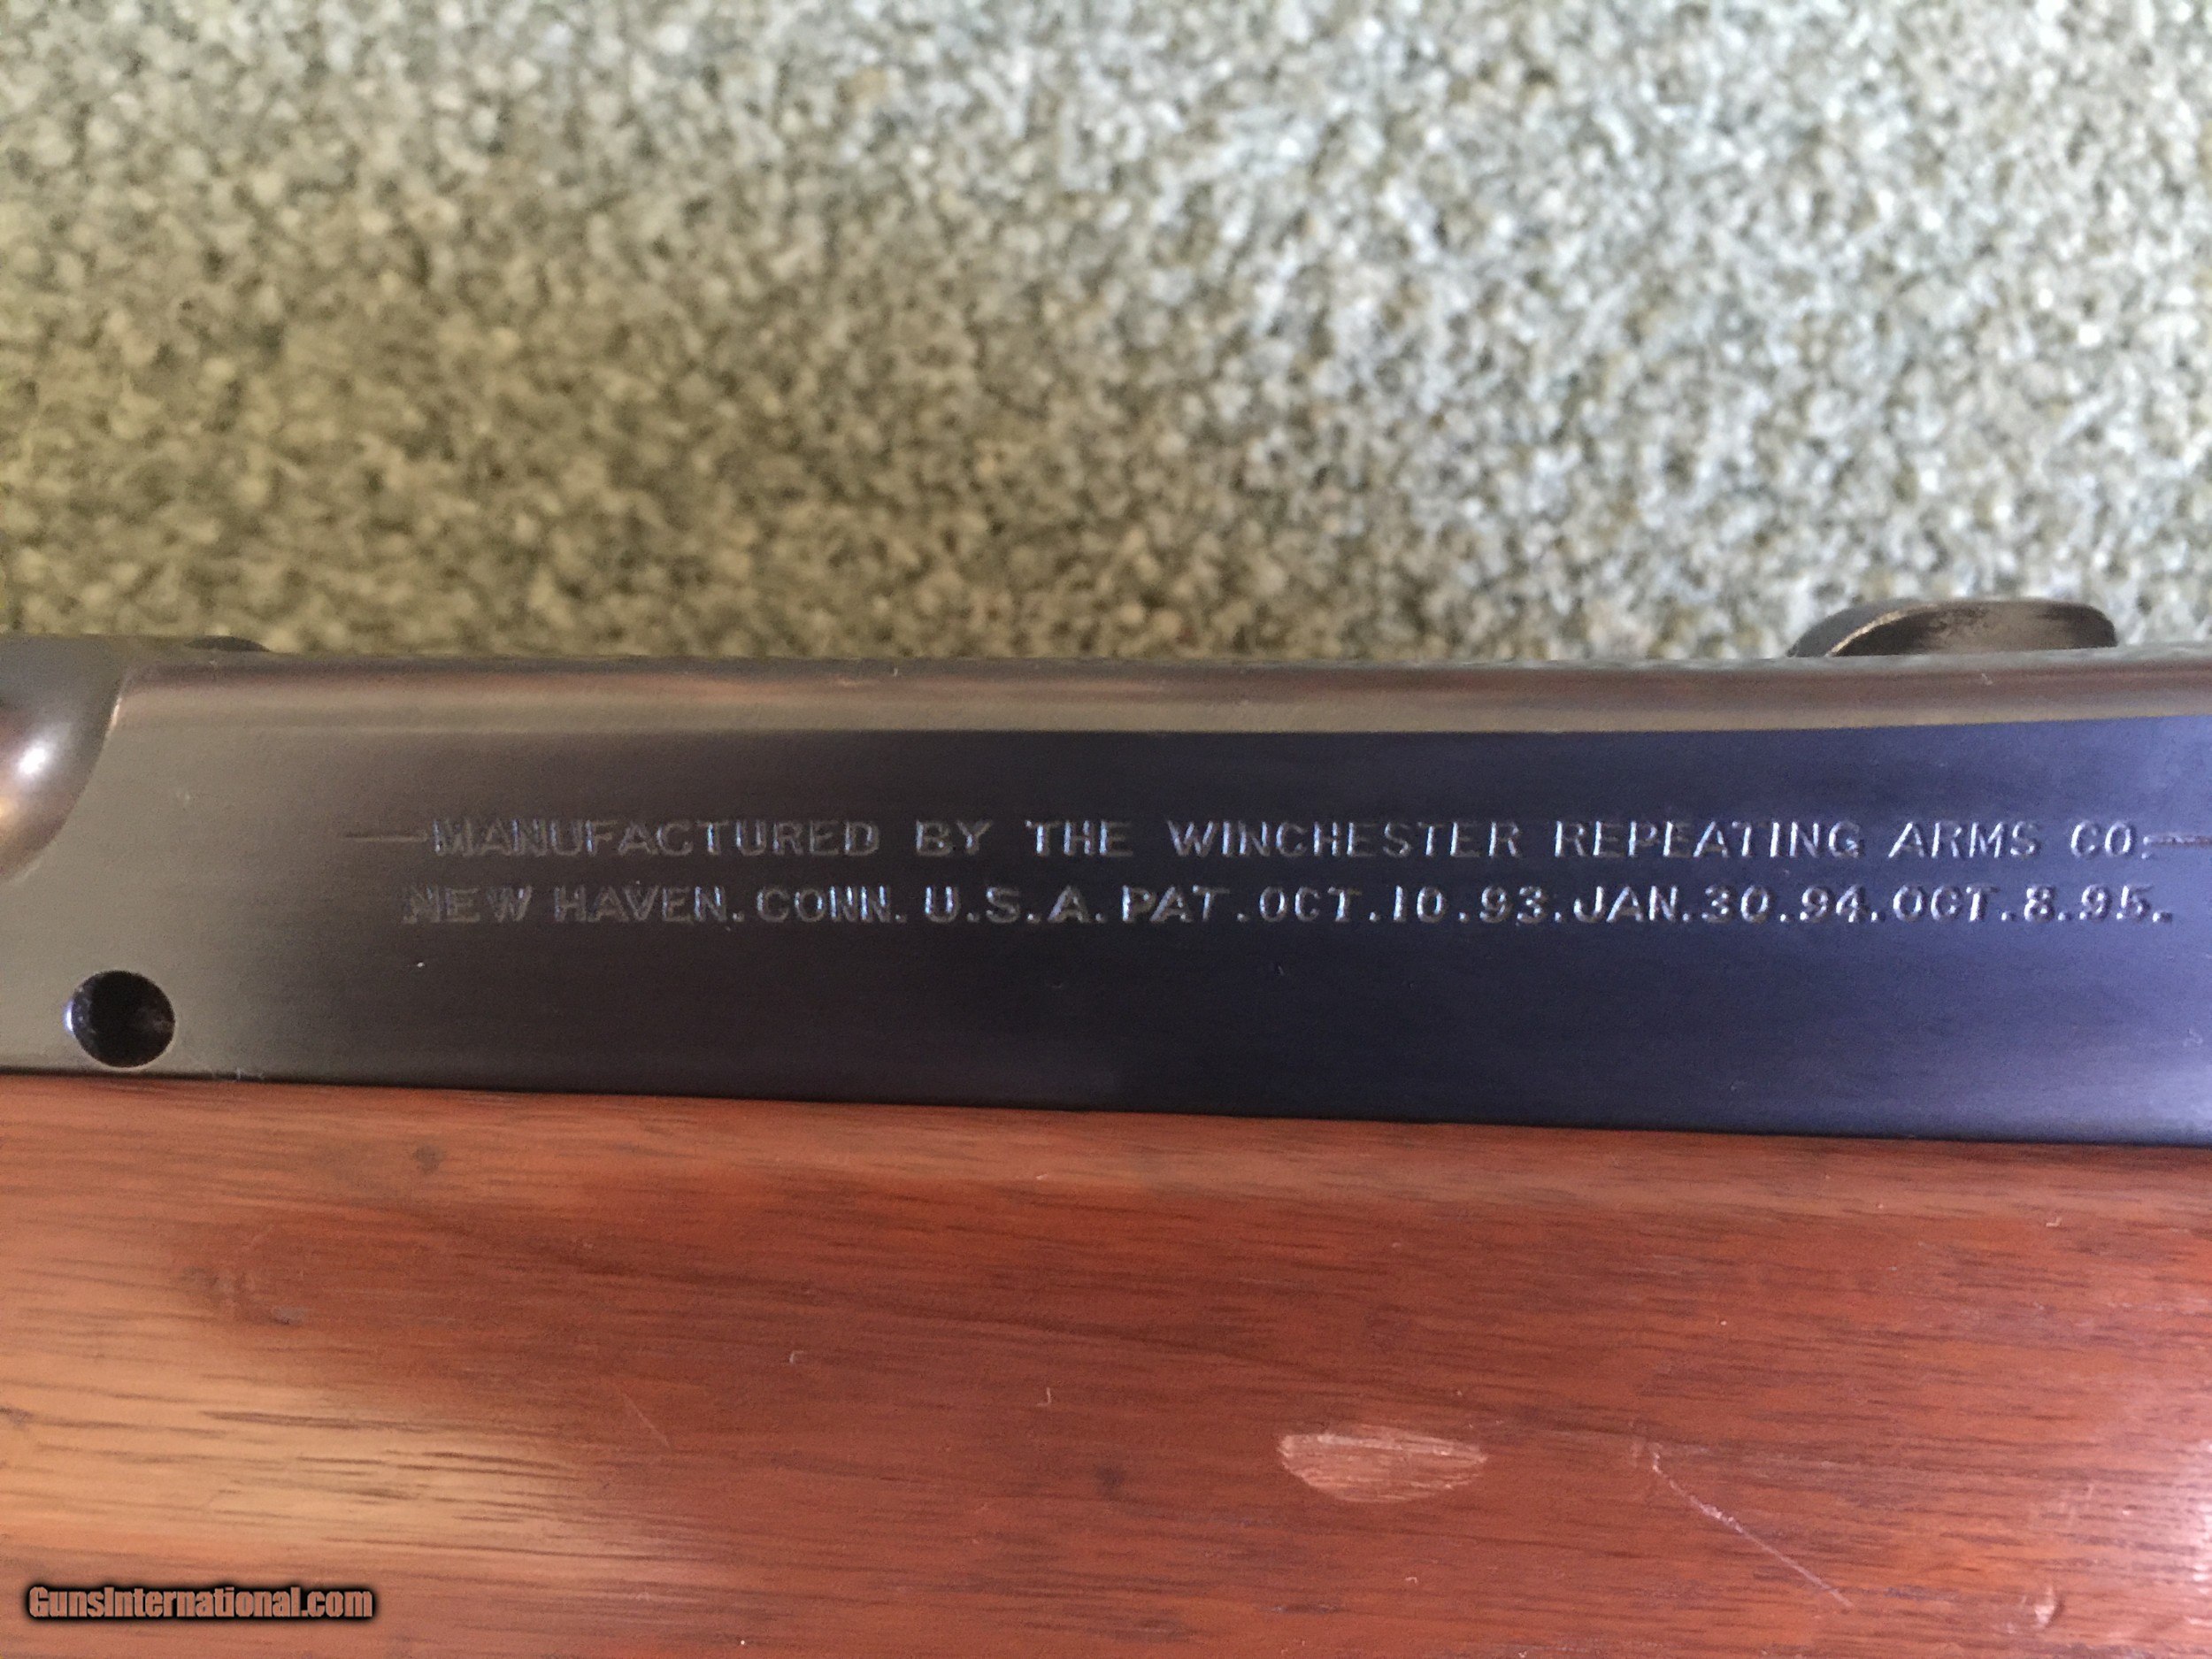 —MANUFACTURED BY THE WINCHESTER REPEATING ARMS CO.—
NEW HAVEN. CONN. U.S.A. PAT. OCT. 10. 93. JAN. 30. 94. OCT. 8. 95.
GunsInternational.com